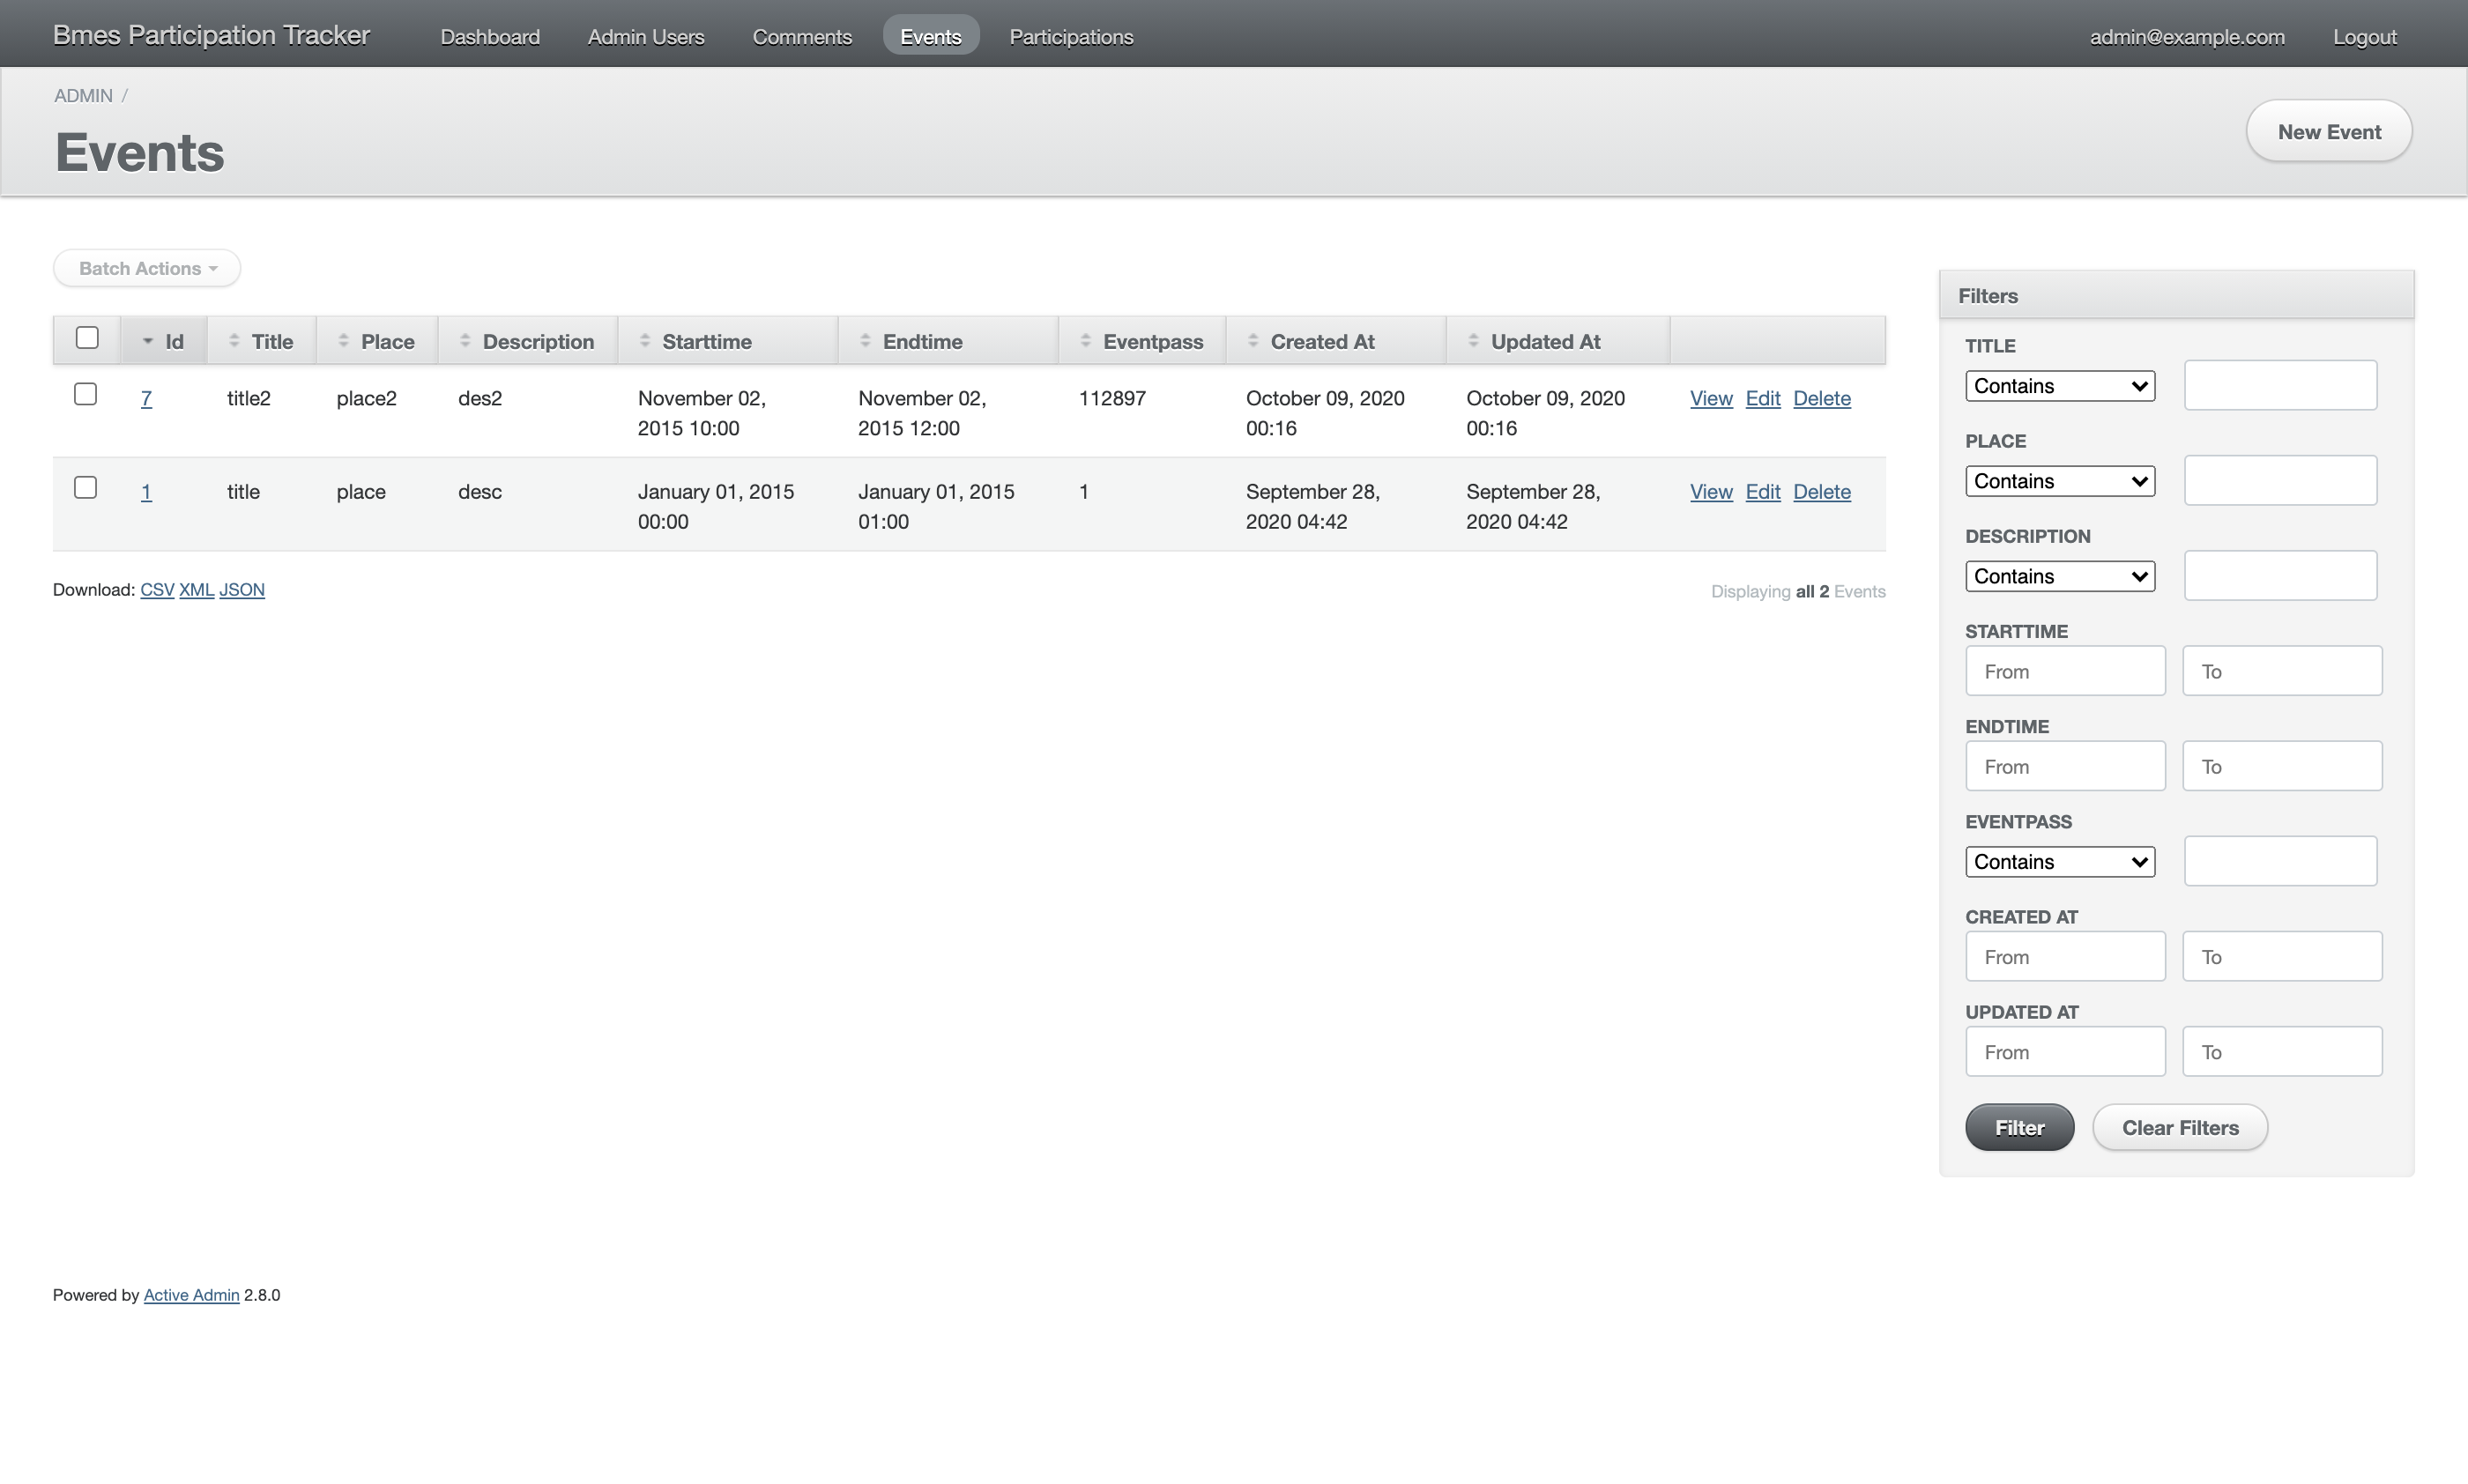 Bmes Participation Tracker Dashboard Admin Users Comments Events Participations admin@example.com Logout
ADMIN /
Events
New Event
Batch Actions
Id Title Place Description Starttime Endtime Eventpass Created At Updated At
7 title2 place2 des2 November 02, November 02, 112897 October 09, 2020 October 09, 2020 View Edit Delete
2015 10:00 2015 12:00 00:16 00:16
1 title place desc January 01, 2015 January 01, 2015 1 September 28, September 28, View Edit Delete
00:00 01:00 2020 04:42 2020 04:42
Download: CSV XML JSON
Displaying all 2 Events
Filters
TITLE
Contains
PLACE
Contains
DESCRIPTION
Contains
STARTTIME
From To
ENDTIME
From To
EVENTPASS
Contains
CREATED AT
From To
UPDATED AT
From To
Filter Clear Filters
Powered by Active Admin 2.8.0